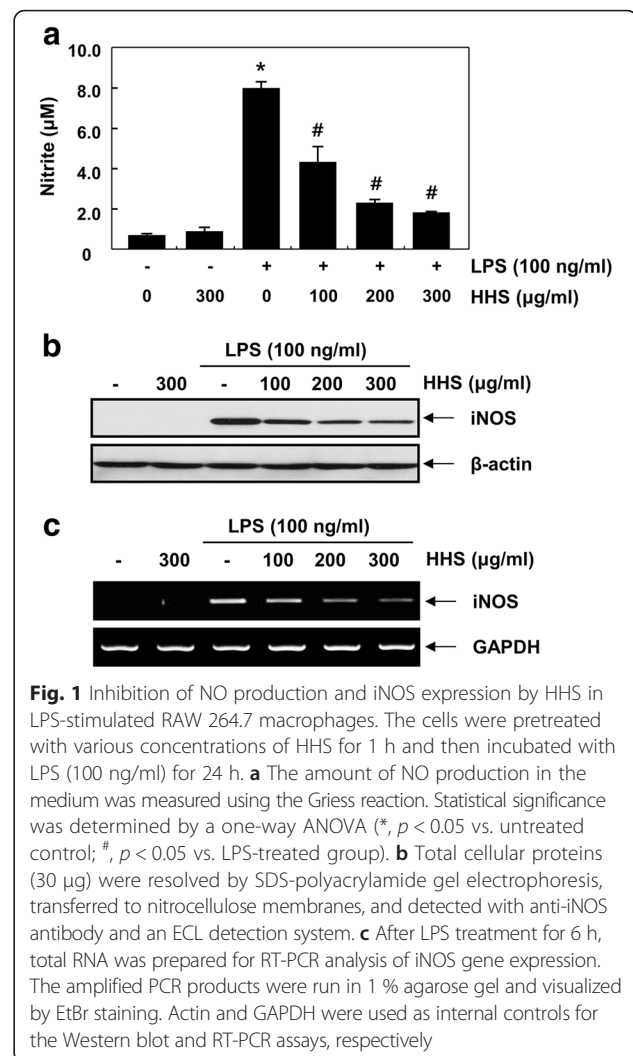 a
10.0
8.0
6.0
4.0
2.0
0
Nitrite (µM)
*
#
#
#
- - + + + + LPS (100 ng/ml)
0 300 0 100 200 300 HHS (µg/ml)
b
LPS (100 ng/ml)
- 300 - 100 200 300 HHS (µg/ml)
iNOS
β-actin
c
LPS (100 ng/ml)
- 300 - 100 200 300 HHS (µg/ml)
iNOS
GAPDH
Fig. 1 Inhibition of NO production and iNOS expression by HHS in
LPS-stimulated RAW 264.7 macrophages. The cells were pretreated
with various concentrations of HHS for 1 h and then incubated with
LPS (100 ng/ml) for 24 h. a The amount of NO production in the
medium was measured using the Griess reaction. Statistical significance
was determined by a one-way ANOVA (*, p < 0.05 vs. untreated
control; #, p < 0.05 vs. LPS-treated group). b Total cellular proteins
(30 µg) were resolved by SDS-polyacrylamide gel electrophoresis,
transferred to nitrocellulose membranes, and detected with anti-iNOS
antibody and an ECL detection system. c After LPS treatment for 6 h,
total RNA was prepared for RT-PCR analysis of iNOS gene expression.
The amplified PCR products were run in 1 % agarose gel and visualized
by EtBr staining. Actin and GAPDH were used as internal controls for
the Western blot and RT-PCR assays, respectively